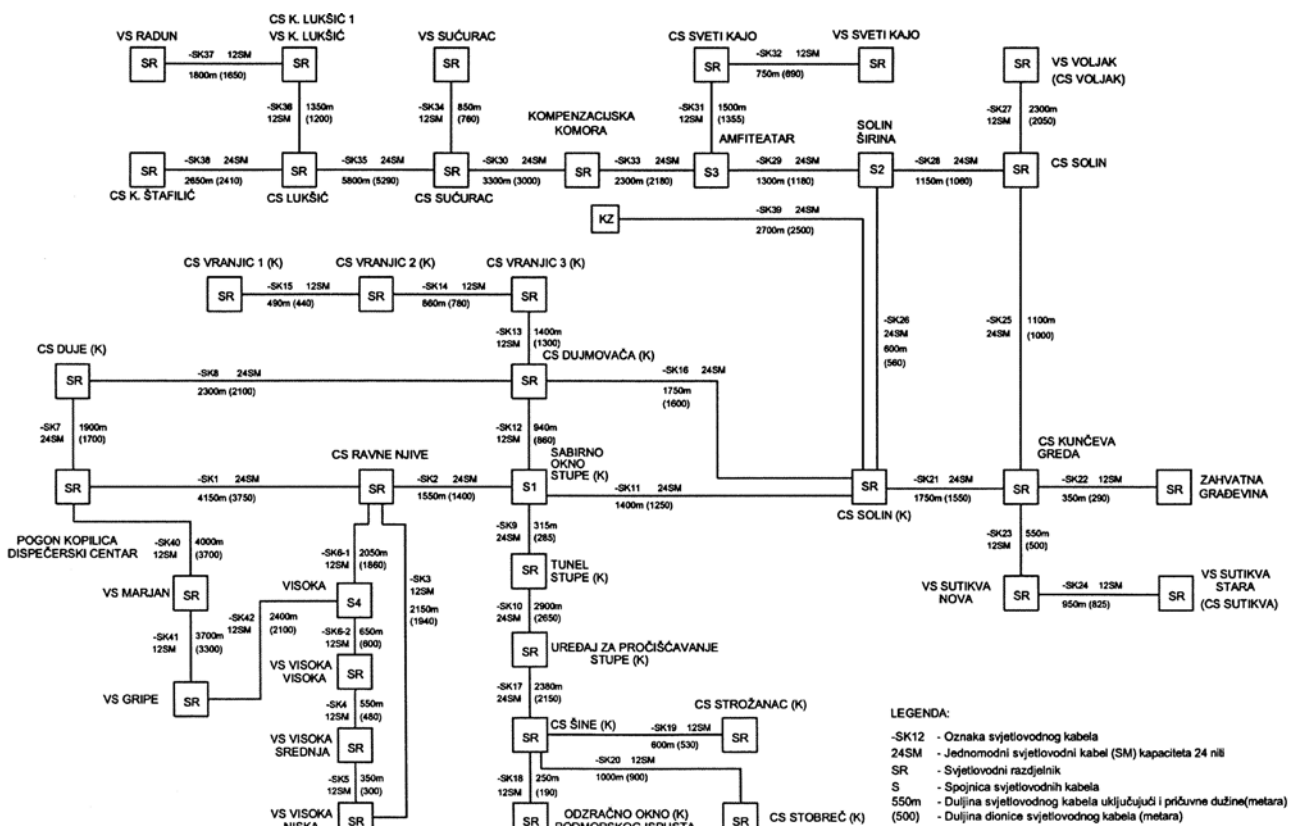 CS K. LUKŠIĆ 1
VS RADUN
VS K. LUKŠIĆ
VS SUĆURAC
CS SVETI KAJO
VS SVETI KAJO
SR
-SK37 12SM
1800m (1650)
SR
SR
SR
-SK32 12SM
750m (690)
SR
SR
VS VOLJAK
(CS VOLJAK)
-SK36 1350m
12SM (1200)
-SK34 850m
12SM (760)
-SK31 1500m
12SM (1355)
-SK27 2300m
12SM (2050)
KOMPENZACIJSKA
KOMORA
AMFITEATAR
SOLIN
ŠIRINA
SR
-SK38 24SM
2650m (2410)
SR
-SK35 24SM
5800m (5290)
SR
-SK30 24SM
3300m (3000)
SR
-SK33 24SM
2300m (2180)
S3
-SK29 24SM
1300m (1180)
S2
-SK28 24SM
1150m (1060)
SR
CS SOLIN
CS K. ŠTAFILIĆ
CS LUKŠIĆ
CS SUĆURAC
KZ
-SK39 24SM
2700m (2500)
CS VRANJIC 1 (K)
CS VRANJIC 2 (K)
CS VRANJIC 3 (K)
SR
-SK15 12SM
490m (440)
SR
-SK14 12SM
860m (780)
SR
-SK13 1400m
12SM (1300)
-SK26
24SM
600m
(560)
-SK25 1100m
24SM (1000)
CS DUJE (K)
CS DUJMOVAČA (K)
SR
-SK8 24SM
2300m (2100)
SR
-SK16 24SM
1750m
(1600)
-SK7 1900m
24SM (1700)
-SK12 940m
12SM (860)
CS RAVNE NJIVE
SABIRNO
OKNO
STUPE (K)
CS KUNČEVA
GREDA
SR
-SK1 24SM
4150m (3750)
SR
-SK2 24SM
1550m (1400)
S1
-SK11 24SM
1400m (1250)
SR
-SK21 24SM
1750m (1550)
SR
-SK22 12SM
350m (290)
SR
ZAHVATNA
GRAĐEVINA
CS SOLIN (K)
POGON KOPILICA
DISPEČERSKI CENTAR
-SK40 4000m
12SM (3700)
-SK6-1 2050m
12SM (1860)
-SK3
12SM
2150m
(1940)
-SK9 315m
24SM (285)
-SK23 550m
12SM (500)
VS MARJAN
SR
VISOKA
S4
SR
TUNEL
STUPE (K)
VS SUTIKVA
NOVA
SR
-SK24 12SM
950m (825)
SR
VS SUTIKVA
STARA
(CS SUTIKVA)
-SK42 2400m
12SM (2100)
-SK41 3700m
12SM (3300)
-SK6-2 650m
12SM (600)
-SK10 2900m
24SM (2650)
VS GRIPE
SR
VS VISOKA
VISOKA
SR
SR
UREĐAJ ZA PROČIŠĆAVANJE
STUPE (K)
-SK4 550m
12SM (480)
-SK17 2380m
24SM (2150)
VS VISOKA
SREDNJA
SR
SR
CS ŠINE (K)
-SK19 12SM
600m (530)
CS STROŽANAC (K)
SR
-SK5 350m
12SM (300)
-SK18 250m
12SM (190)
-SK20 12SM
1000m (900)
VS VISOKA
NISKA
SR
SR
ODZRAČNO OKNO (K)
PODMORSKOG ISPUSTA
SR
CS STOBREČ (K)
LEGENDA:
-SK12 - Oznaka svjetlovodnog kabela
24SM - Jednomodni svjetlovodni kabel (SM) kapaciteta 24 niti
SR - Svjetlovodni razdjelnik
S - Spojnica svjetlovodnih kabela
550m - Duljina svjetlovodnog kabela uključujući i pričuvne dužine(metara)
(500) - Duljina dionice svjetlovodnog kabela (metara)